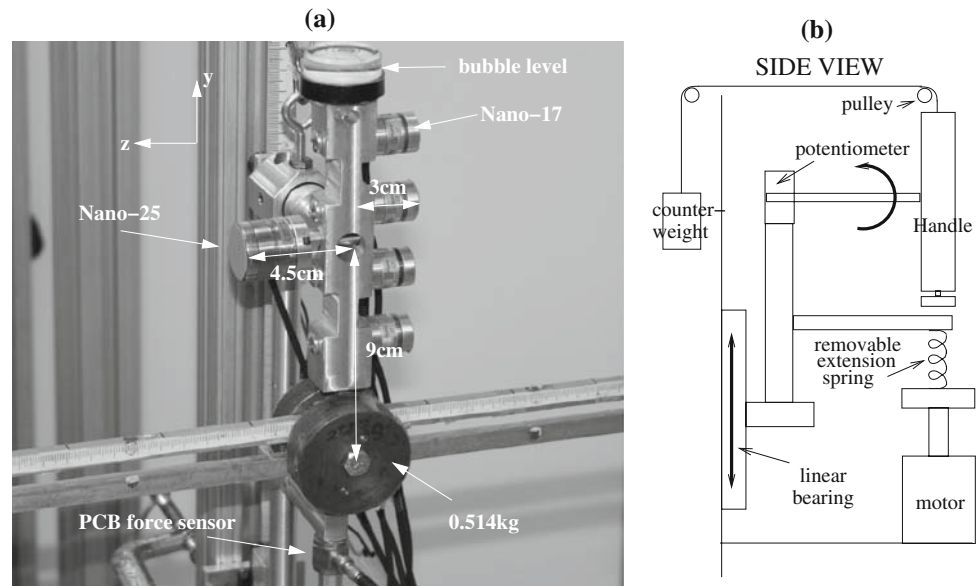 (a)
bubble level
y
Nano-17
z
3cm
Nano-25
4.5cm
9cm
PCB force sensor
0.514kg
(b)
SIDE VIEW
pulley
potentiometer
counter-
weight
Handle
removable
extension
spring
linear
bearing
motor